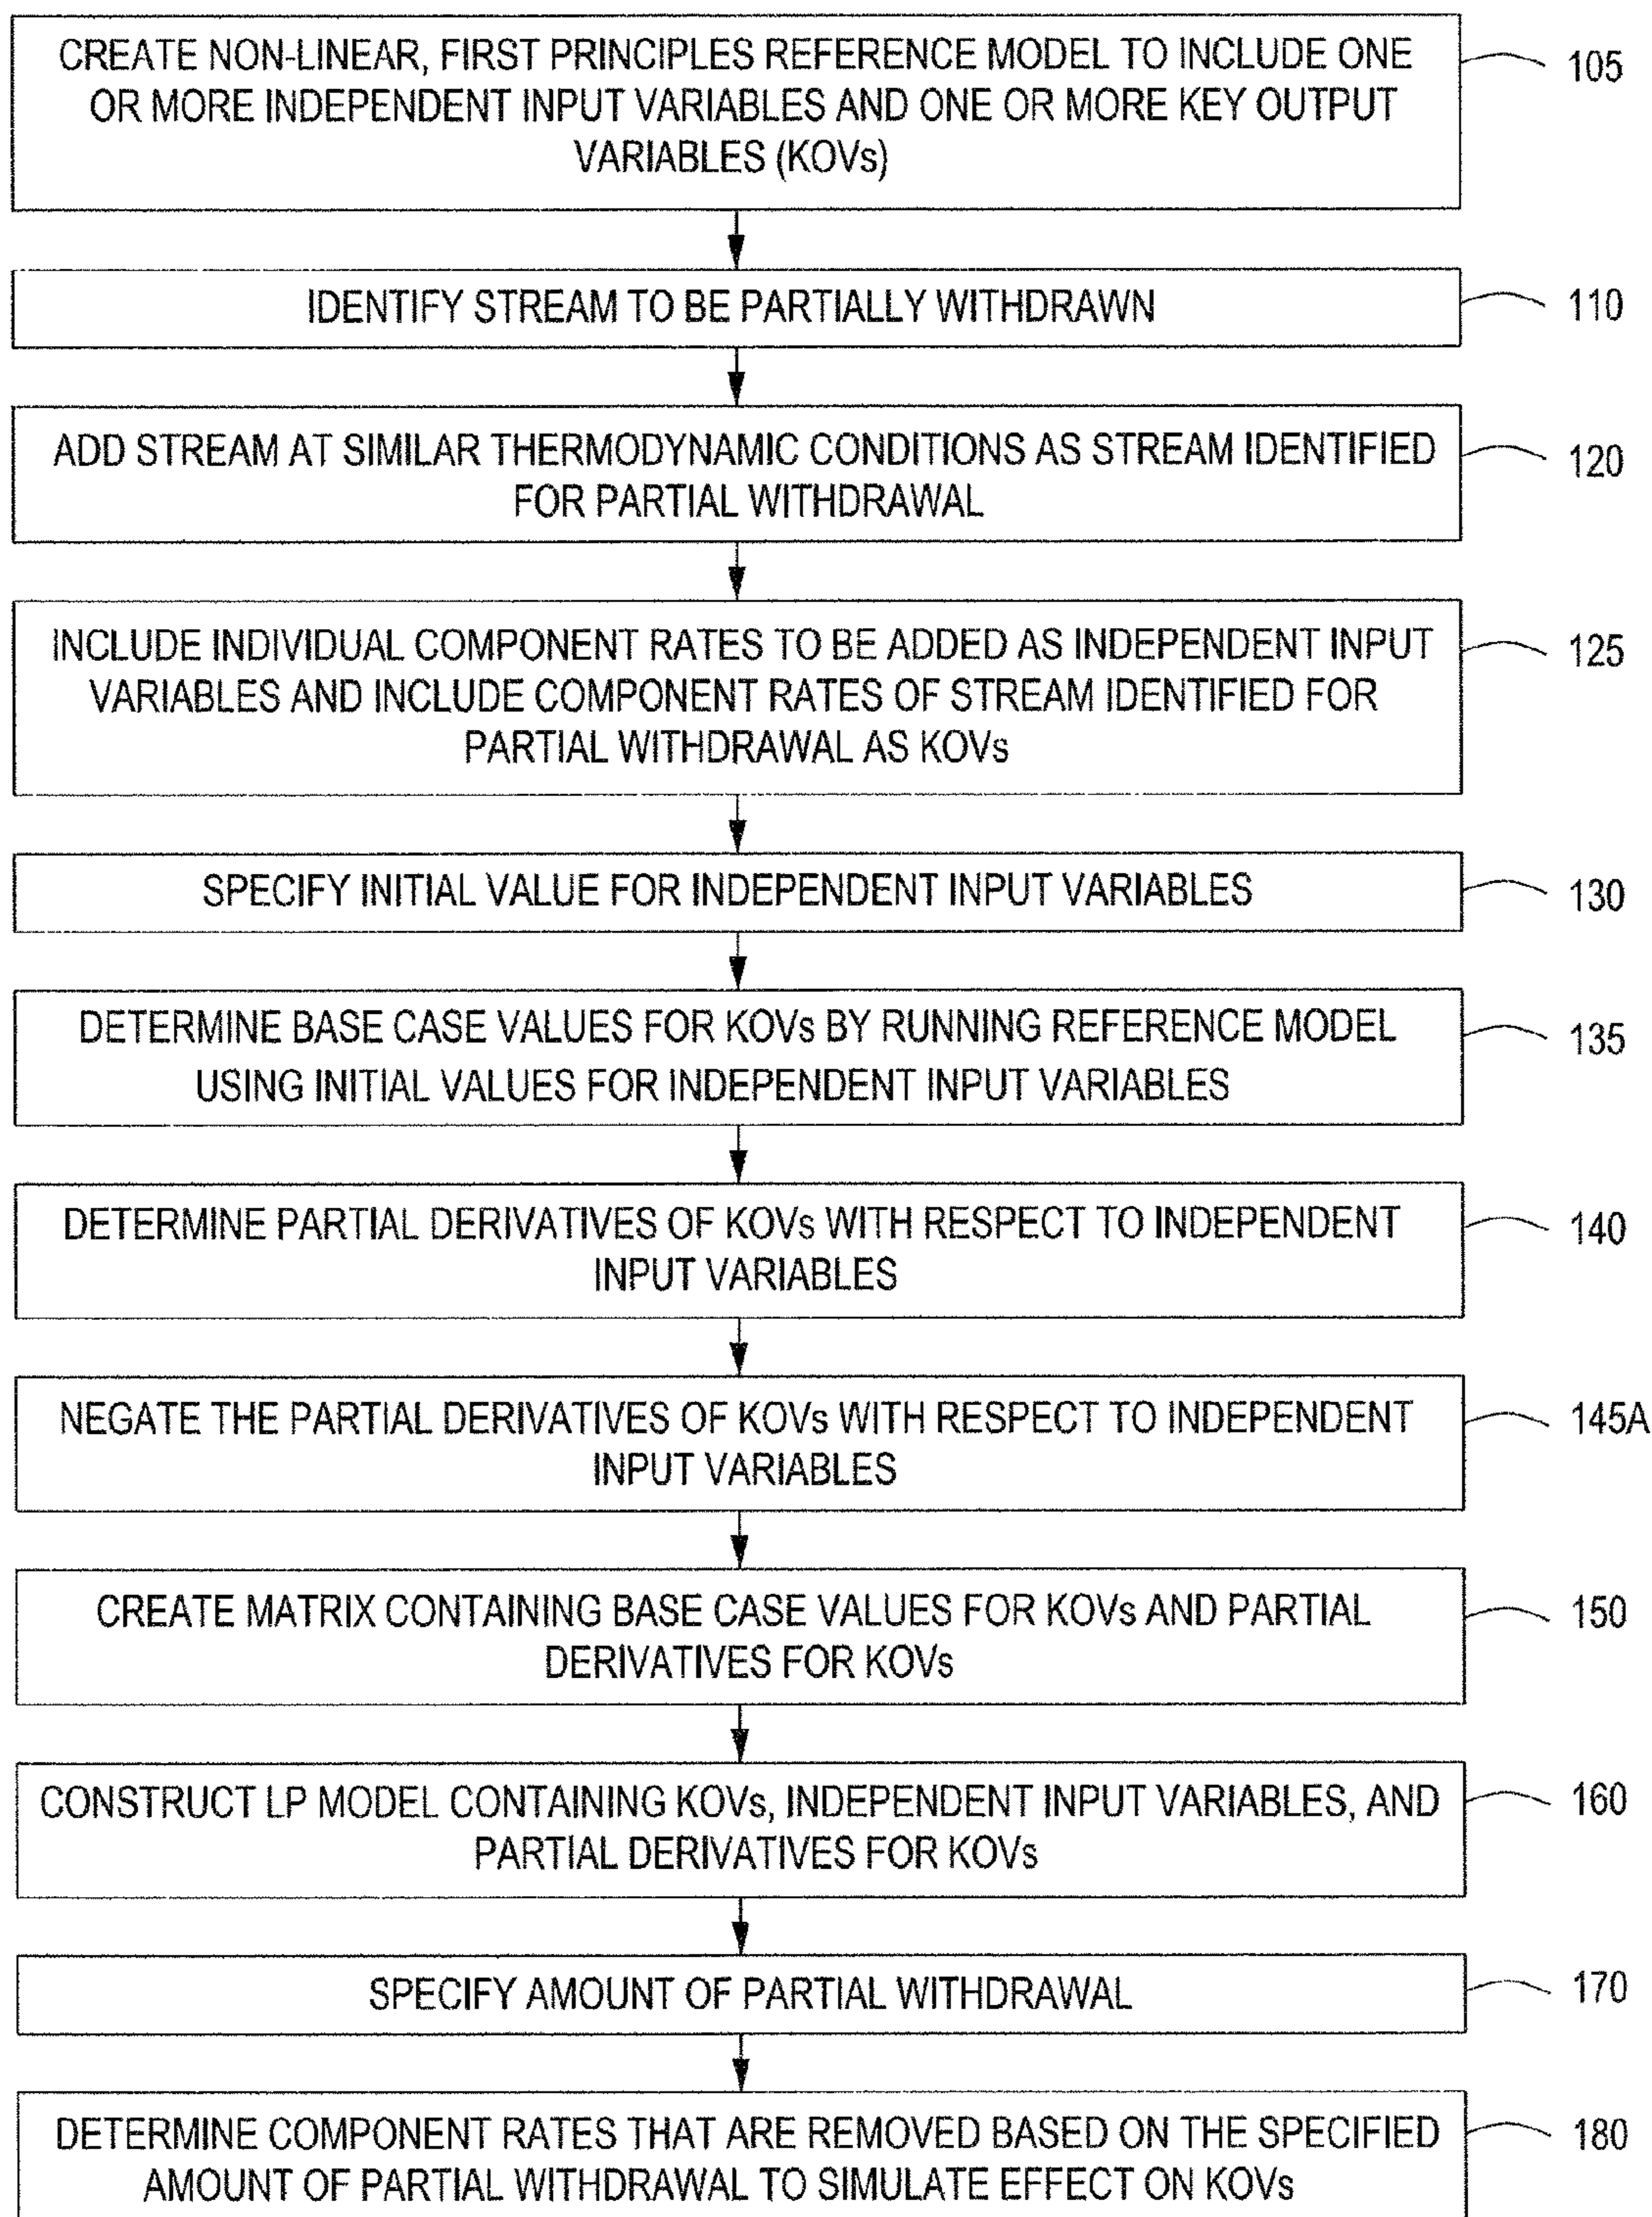 CREATE NON-LINEAR, FIRST PRINCIPLES REFERENCE MODEL TO INCLUDE ONE
OR MORE INDEPENDENT INPUT VARIABLES AND ONE OR MORE KEY OUTPUT
VARIABLES (KOVs)
105
IDENTIFY STREAM TO BE PARTIALLY WITHDRAWN
110
ADD STREAM AT SIMILAR THERMODYNAMIC CONDITIONS AS STREAM IDENTIFIED
FOR PARTIAL WITHDRAWAL
120
INCLUDE INDIVIDUAL COMPONENT RATES TO BE ADDED AS INDEPENDENT INPUT
VARIABLES AND INCLUDE COMPONENT RATES OF STREAM IDENTIFIED FOR
PARTIAL WITHDRAWAL AS KOVs
125
SPECIFY INITIAL VALUE FOR INDEPENDENT INPUT VARIABLES
130
DETERMINE BASE CASE VALUES FOR KOVs BY RUNNING REFERENCE MODEL
USING INITIAL VALUES FOR INDEPENDENT INPUT VARIABLES
135
DETERMINE PARTIAL DERIVATIVES OF KOVs WITH RESPECT TO INDEPENDENT
INPUT VARIABLES
140
NEGATE THE PARTIAL DERIVATIVES OF KOVs WITH RESPECT TO INDEPENDENT
INPUT VARIABLES
145A
CREATE MATRIX CONTAINING BASE CASE VALUES FOR KOVs AND PARTIAL
DERIVATIVES FOR KOVs
150
CONSTRUCT LP MODEL CONTAINING KOVs, INDEPENDENT INPUT VARIABLES, AND
PARTIAL DERIVATIVES FOR KOVs
160
SPECIFY AMOUNT OF PARTIAL WITHDRAWAL
170
DETERMINE COMPONENT RATES THAT ARE REMOVED BASED ON THE SPECIFIED
AMOUNT OF PARTIAL WITHDRAWAL TO SIMULATE EFFECT ON KOVs
180